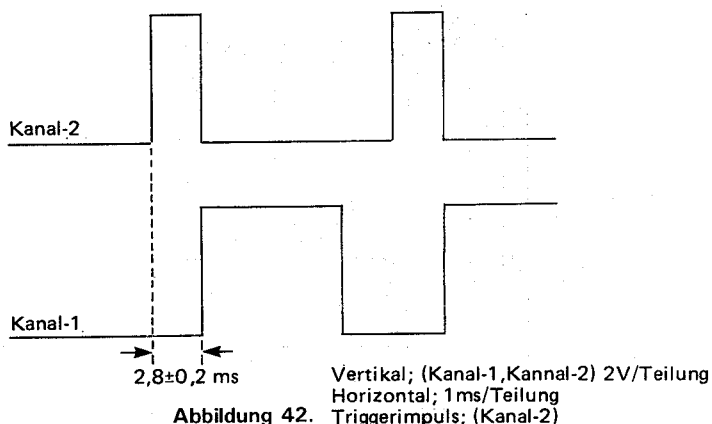 Kanal-2
Kanal-1
2,8±0,2 ms
Vertikal; (Kanal-1,Kannal-2) 2V/Teilung
Horizontal; 1ms/Teilung
Abbildung 42. Triggerimpuls; (Kanal-2)